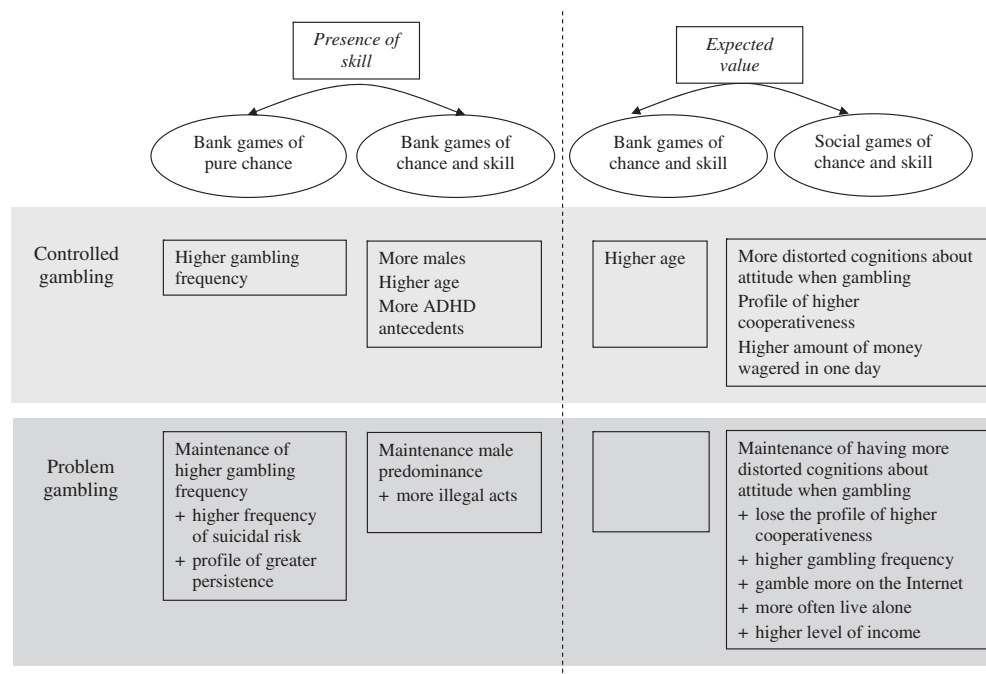 Presence of
skill
Expected
value
Bank games of
pure chance
Bank games of
chance and skill
Bank games of
chance and skill
Social games of
chance and skill
Controlled
gambling
Higher gambling
frequency
More males
Higher age
More ADHD
antecedents
Higher age
More distorted cognitions about
attitude when gambling
Profile of higher
cooperativeness
Higher amount of money
wagered in one day
Problem
gambling
Maintenance of
higher gambling
frequency
+ higher frequency
of suicidal risk
+ profile of greater
persistence
Maintenance male
predominance
+ more illegal acts
Maintenance of having more
distorted cognitions about
attitude when gambling
+ lose the profile of higher
cooperativeness
+ higher gambling frequency
+ gamble more on the Internet
+ more often live alone
+ higher level of income